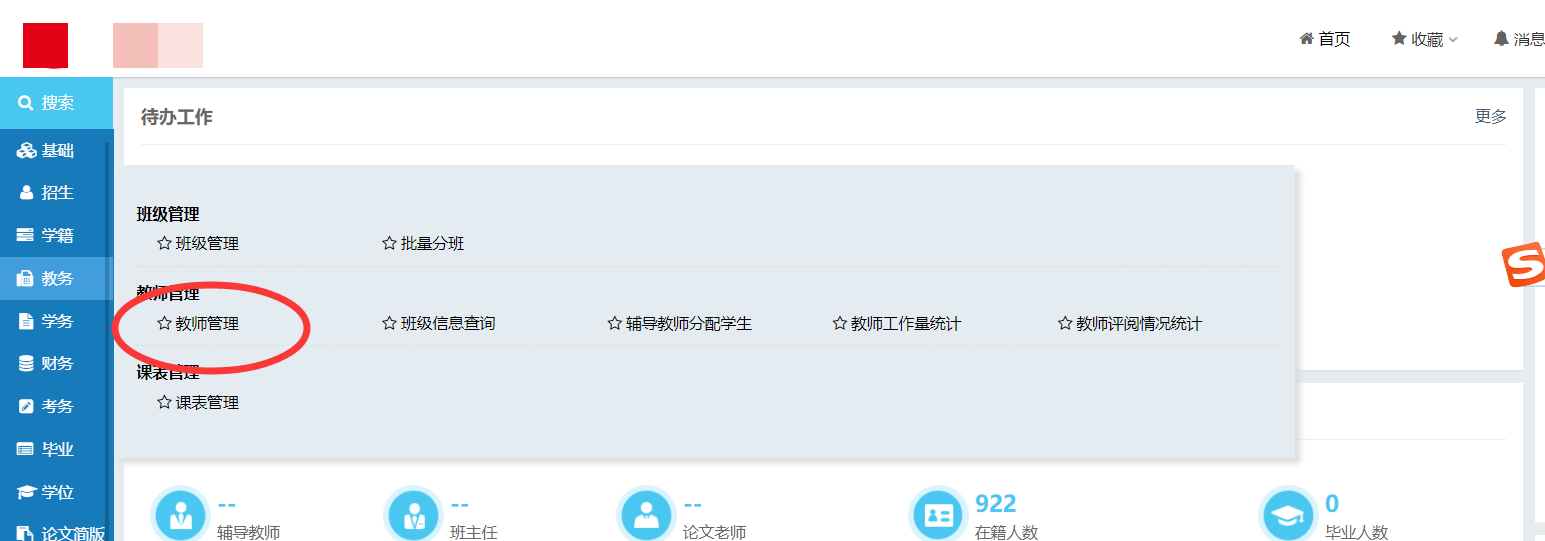 首页 收藏 消息
搜索
基础
招生
学籍
教务
学务
财务
考务
毕业
学位
论文简版
待办工作 更多
班级管理
班级管理 批量分班
教师管理
教师管理 班级信息查询 辅导教师分配学生 教师工作量统计 教师评阅情况统计
课表管理
课表管理
-- -- -- 922 0
辅导教师 班主任 论文老师 在籍人数 毕业人数
S